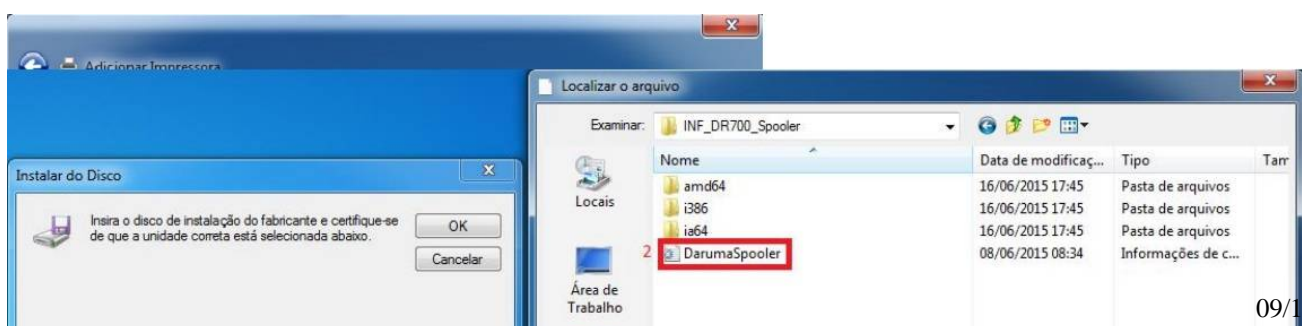 Adicionar Impressora
Localizar o arquivo
Examinar: INF_DR700_Spooler
Instalar do Disco
Insira o disco de instalação do fabricante e certifique-se
de que a unidade correta está selecionada abaixo.
OK
Cancelar
Locais
Área de
Trabalho
Nome Data de modificaç... Tipo Tam
amd64 16/06/2015 17:45 Pasta de arquivos
i386 16/06/2015 17:45 Pasta de arquivos
ia64 16/06/2015 17:45 Pasta de arquivos
2 DarumaSpooler 08/06/2015 08:34 Informações de c...
09/1